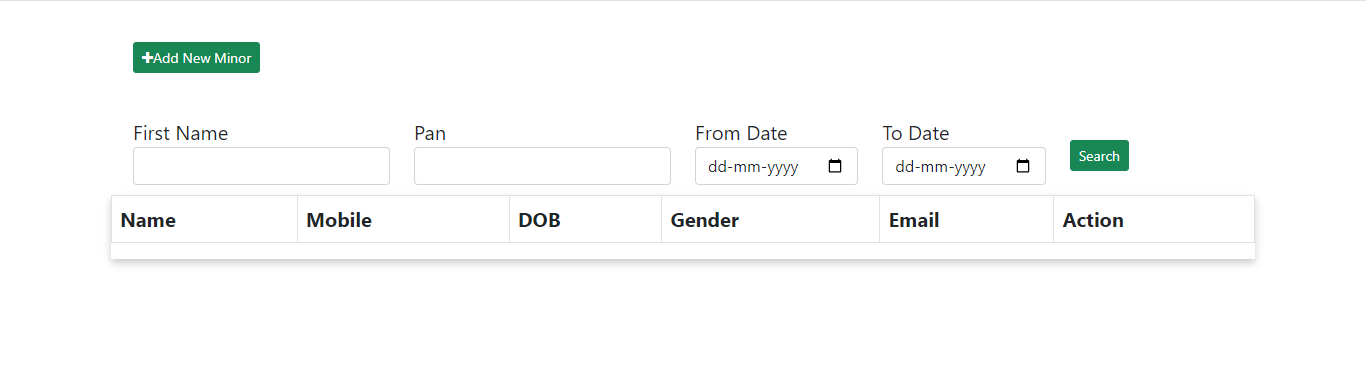 +Add New Minor
First Name Pan From Date To Date
dd-mm-yyyy dd-mm-yyyy Search
Name Mobile DOB Gender Email Action